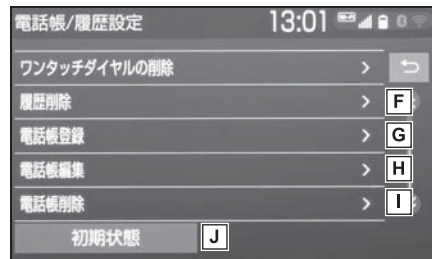 電話帳/履歴設定 13:01
ワンタッチダイヤルの削除 >
履歴削除 > F
電話帳登録 > G
電話帳編集 > H
電話帳削除 > I
初期状態 J